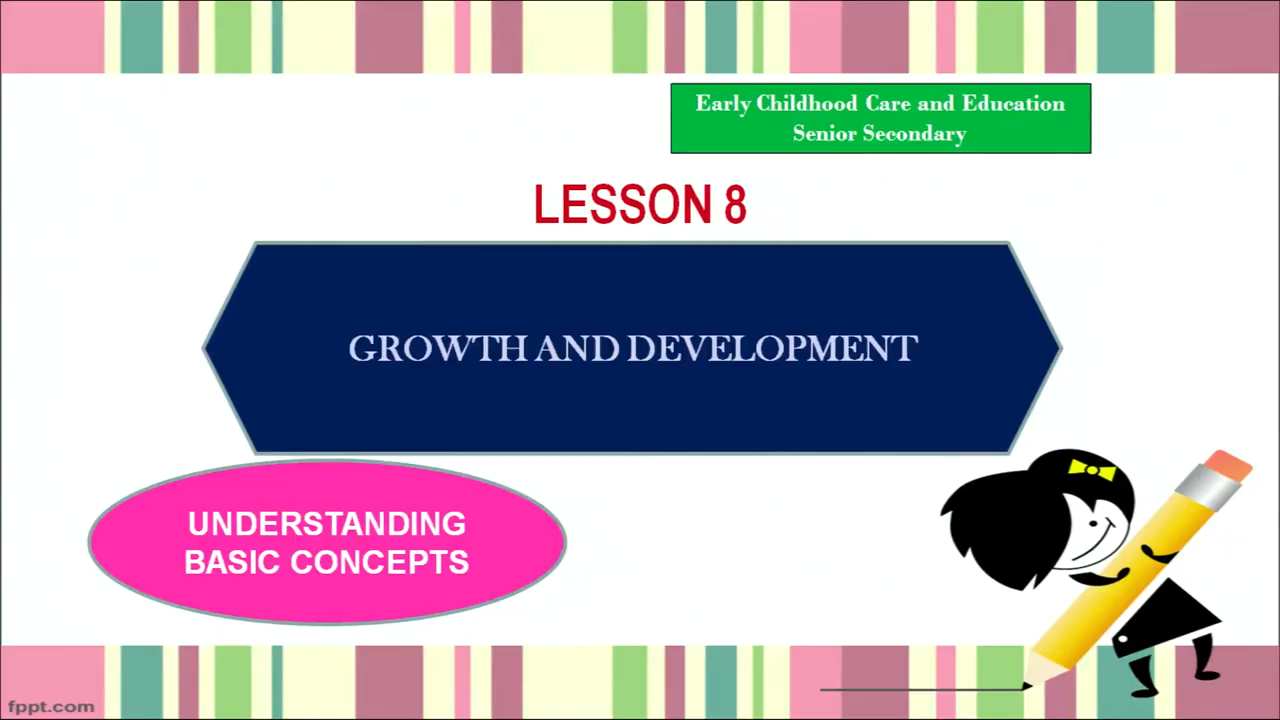 Early Childhood Care and Education
Senior Secondary
LESSON 8
GROWTH AND DEVELOPMENT
UNDERSTANDING
BASIC CONCEPTS
fppt.com